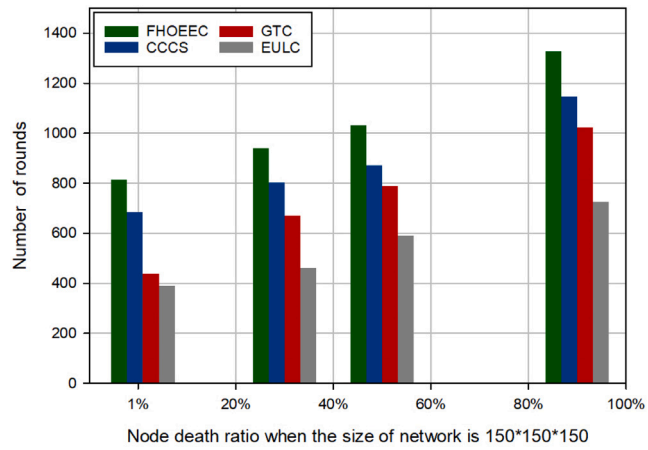 1400
1200
1000
800
600
400
200
0
Number of rounds
FHOEEC GTC
CCCS EULC
1% 20% 40% 60% 80% 100%
Node death ratio when the size of network is 150*150*150